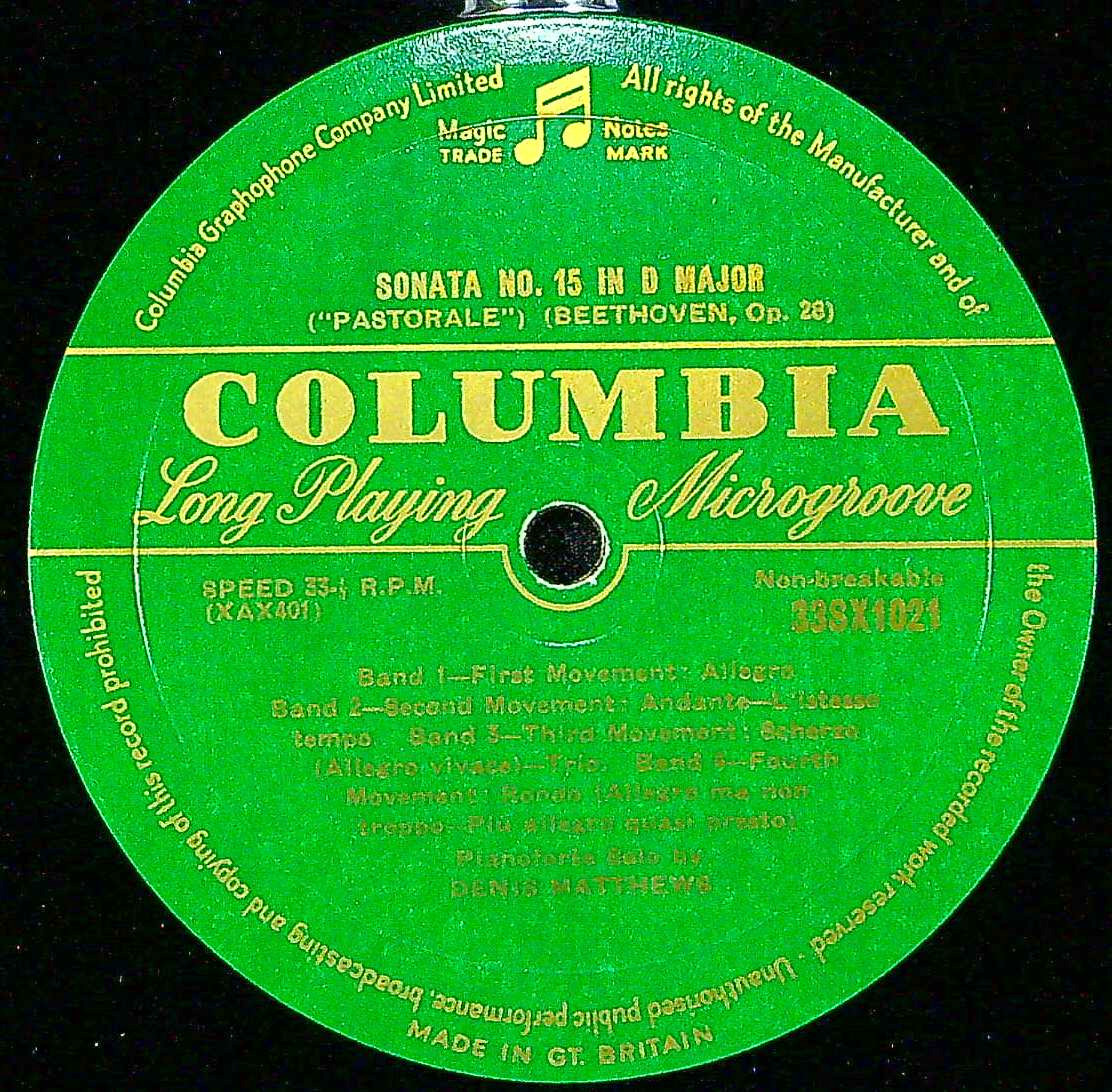 Columbia Graphophone Company Limited
All rights of the Manufacturer and of
the Owner of the recorded work reserved · Unauthorised public performance, broadcasting and copying of this record prohibited
Magic Notes
TRADE MARK
SONATA NO. 15 IN D MAJOR
("PASTORALE") (BEETHOVEN, Op. 28)
COLUMBIA
Long Playing Microgroove
SPEED 33-⅓ R.P.M.
(XAX401)
Non-breakable
33SX1021
Band 1—First Movement: Allegro
Band 2—Second Movement: Andante—L'istesso
tempo. Band 3—Third Movement: Scherzo
(Allegro vivace)—Trio. Band 4—Fourth
Movement: Rondo (Allegro ma non
troppo—Più allegro quasi presto)
Pianoforte Solo by
DENIS MATTHEWS
MADE IN GT. BRITAIN